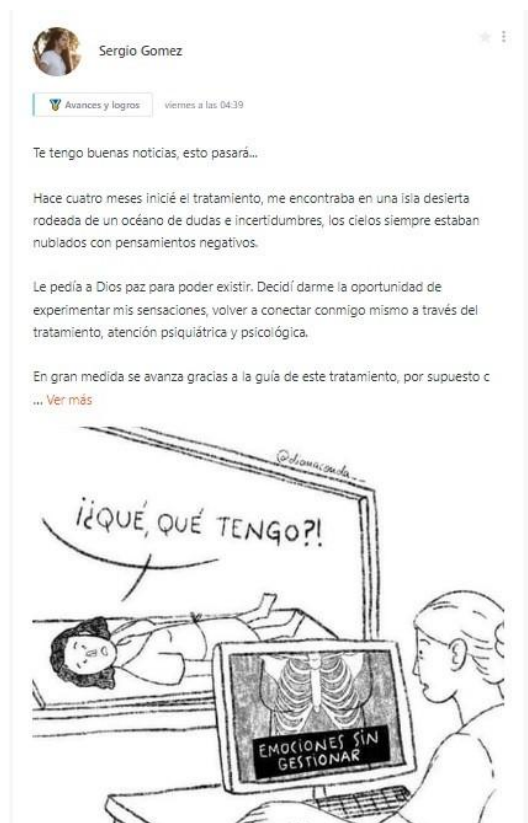 Sergio Gomez
Avances y logros viernes a las 04:39
Te tengo buenas noticias, esto pasará...
Hace cuatro meses inicié el tratamiento, me encontraba en una isla desierta
rodeada de un océano de dudas e incertidumbres, los cielos siempre estaban
nublados con pensamientos negativos.
Le pedía a Dios paz para poder existir. Decidí darme la oportunidad de
experimentar mis sensaciones, volver a conectar conmigo mismo a través del
tratamiento, atención psiquiátrica y psicológica.
En gran medida se avanza gracias a la guía de este tratamiento, por supuesto c
... Ver más
@dianaconda__
¡¿QUÉ, QUÉ TENGO?!
EMOCIONES SIN
GESTIONAR